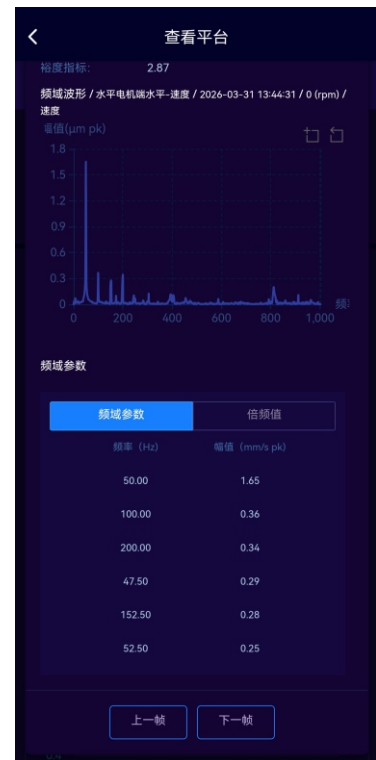 查看平台
裕度指标: 2.87
频域波形 / 水平电机端水平-速度 / 2026-03-31 13:44:31 / 0 (rpm) /
速度
幅值(μm pk)
1.8
1.5
1.2
0.9
0.6
0.3
0
0 200 400 600 800 1,000
频
频域参数
频域参数 倍频值
频率 (Hz) 幅值 (mm/s pk)
50.00 1.65
100.00 0.36
200.00 0.34
47.50 0.29
152.50 0.28
52.50 0.25
上一帧 下一帧